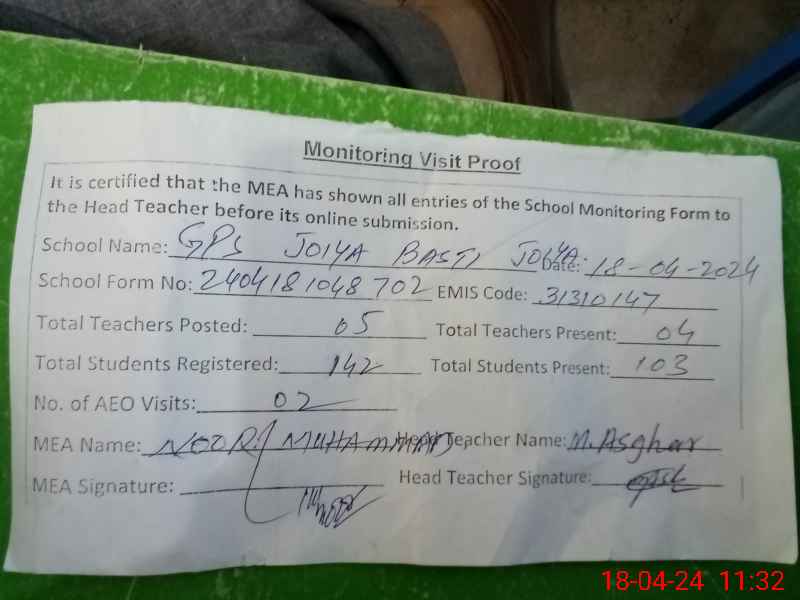 Monitoring Visit Proof
It is certified that the MEA has shown all entries of the School Monitoring Form to
the Head Teacher before its online submission.
School Name: GPS JOIYA BASTI JOIYA Date: 18-04-2024
School Form No: 240418 1048 702 EMIS Code: 31310147
Total Teachers Posted: 05 Total Teachers Present: 04
Total Students Registered: 142 Total Students Present: 103
No. of AEO Visits: 02
MEA Name: NOOR MUHAMMAD Head Teacher Name: M. Asghar
MEA Signature: Head Teacher Signature:
18-04-24 11:32